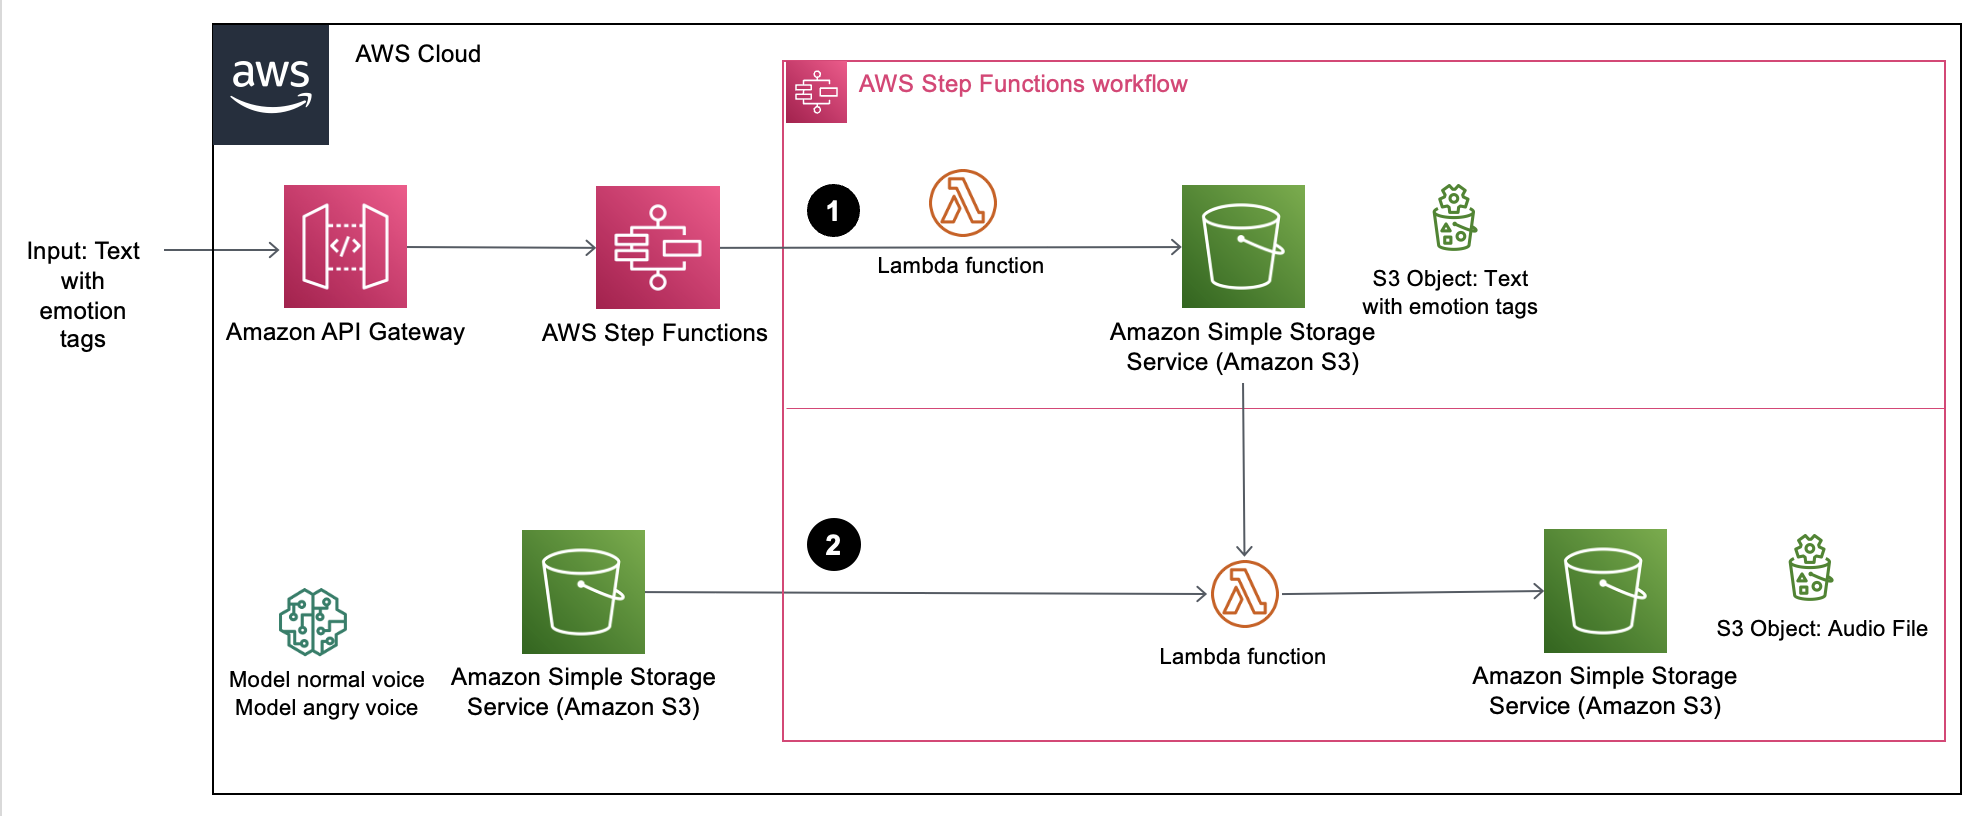 aws
AWS Cloud
AWS Step Functions workflow
Input: Text
with
emotion
tags
</>
Amazon API Gateway
AWS Step Functions
1
Lambda function
Amazon Simple Storage
Service (Amazon S3)
S3 Object: Text
with emotion tags
2
Model normal voice
Model angry voice
Amazon Simple Storage
Service (Amazon S3)
Lambda function
Amazon Simple Storage
Service (Amazon S3)
S3 Object: Audio File